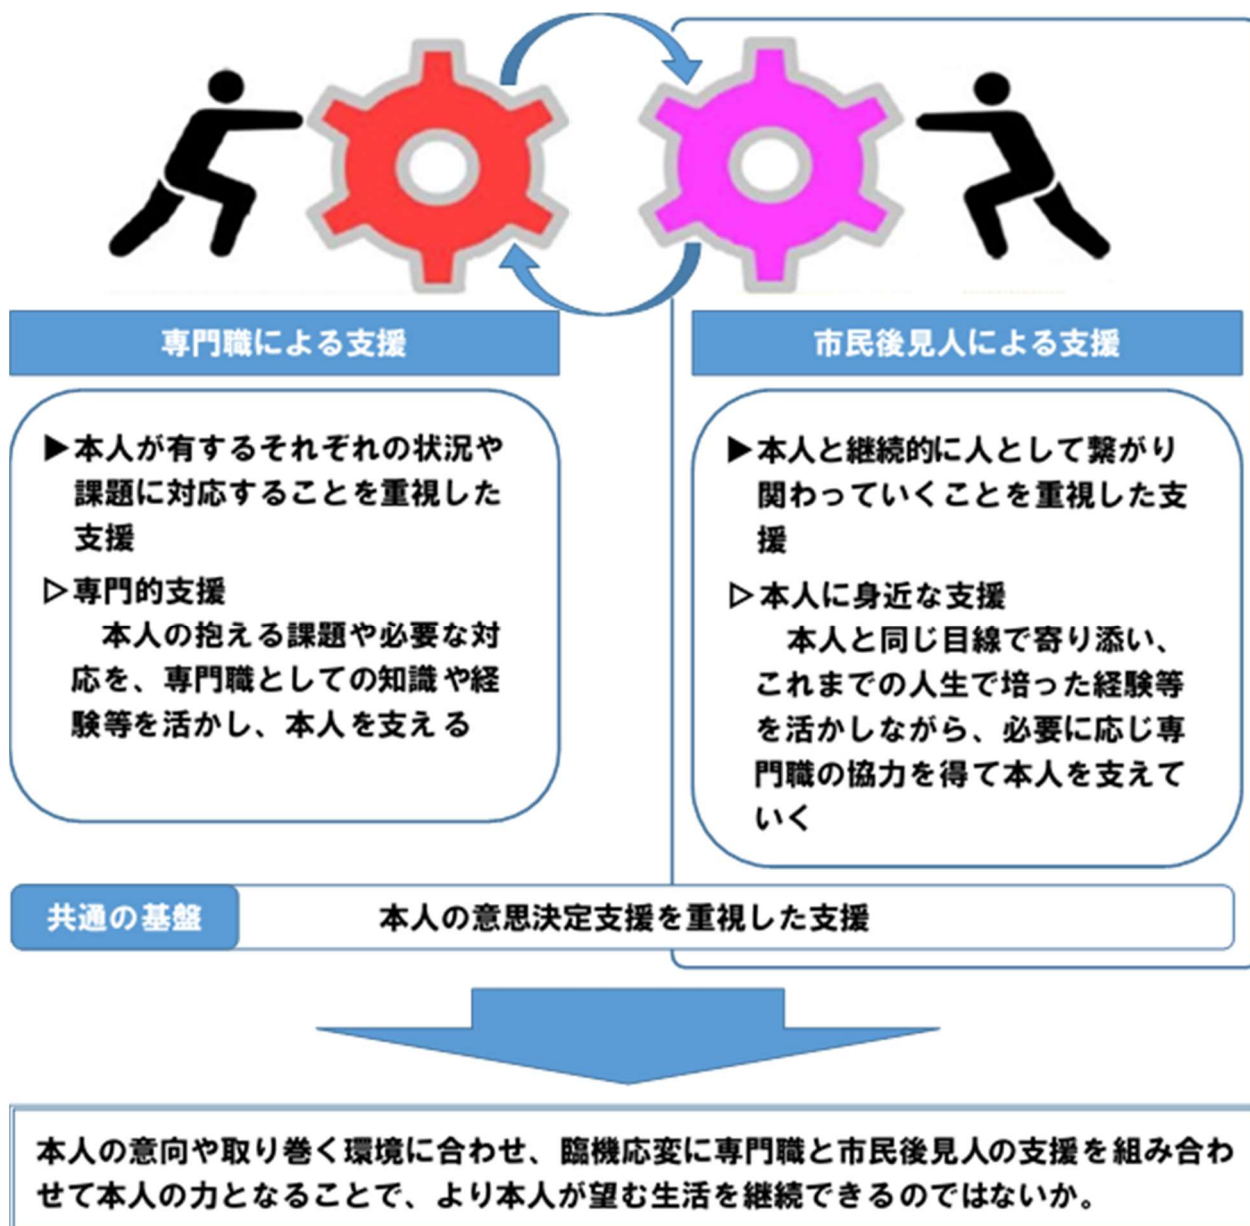 専門職による支援
▶本人が有するそれぞれの状況や
課題に対応することを重視した
支援
▷専門的支援
本人の抱える課題や必要な対
応を、専門職としての知識や経
験等を活かし、本人を支える
市民後見人による支援
▶本人と継続的に人として繋がり
関わっていくことを重視した支
援
▷本人に身近な支援
本人と同じ目線で寄り添い、
これまでの人生で培った経験等
を活かしながら、必要に応じ専
門職の協力を得て本人を支えて
いく
共通の基盤
本人の意思決定支援を重視した支援
本人の意向や取り巻く環境に合わせ、臨機応変に専門職と市民後見人の支援を組み合わ
せて本人の力となることで、より本人が望む生活を継続できるのではないか。